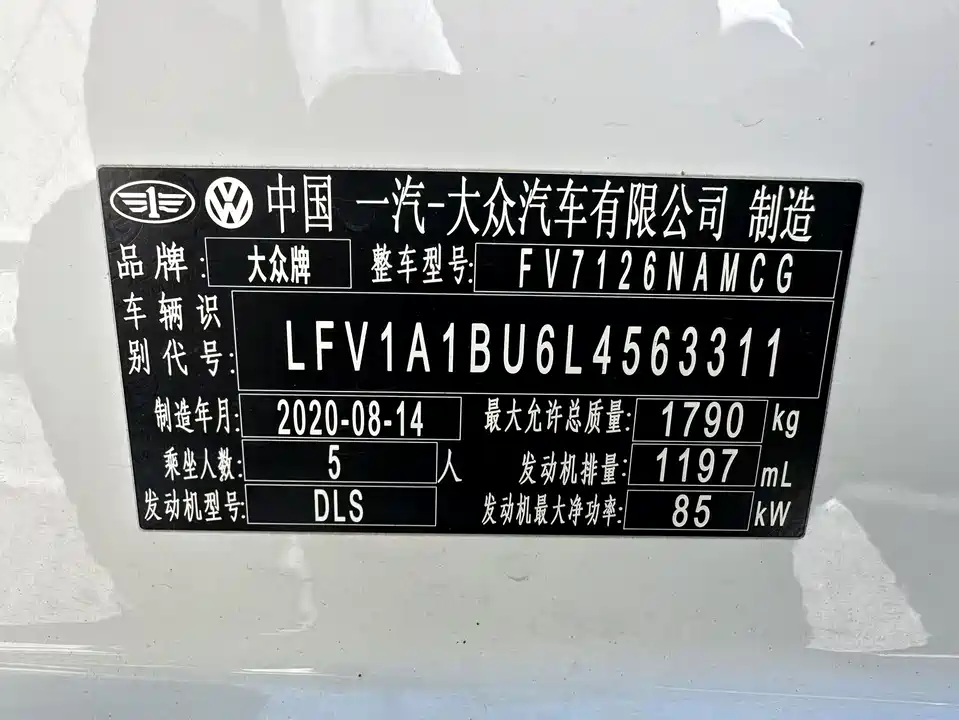 中国 一汽-大众汽车有限公司 制造
品牌: 大众牌 整车型号: FV7126NAMCG
车辆识
别代号: LFV1A1BU6L4563311
制造年月: 2020-08-14 最大允许总质量: 1790 kg
乘坐人数: 5 人 发动机排量: 1197 mL
发动机型号: DLS 发动机最大净功率: 85 kW